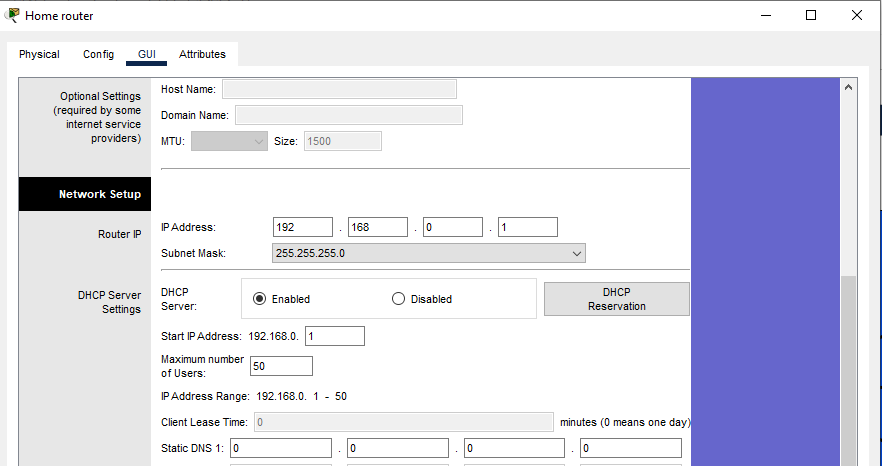 Home router
Physical Config GUI Attributes
Optional Settings
(required by some
internet service
providers)
Host Name:
Domain Name:
MTU: Size: 1500
Network Setup
Router IP
IP Address: 192 . 168 . 0 . 1
Subnet Mask: 255.255.255.0
DHCP Server
Settings
DHCP
Server:
Enabled Disabled
DHCP
Reservation
Start IP Address: 192.168.0. 1
Maximum number
of Users:
50
IP Address Range: 192.168.0. 1 - 50
Client Lease Time: 0 minutes (0 means one day)
Static DNS 1: 0 . 0 . 0 . 0